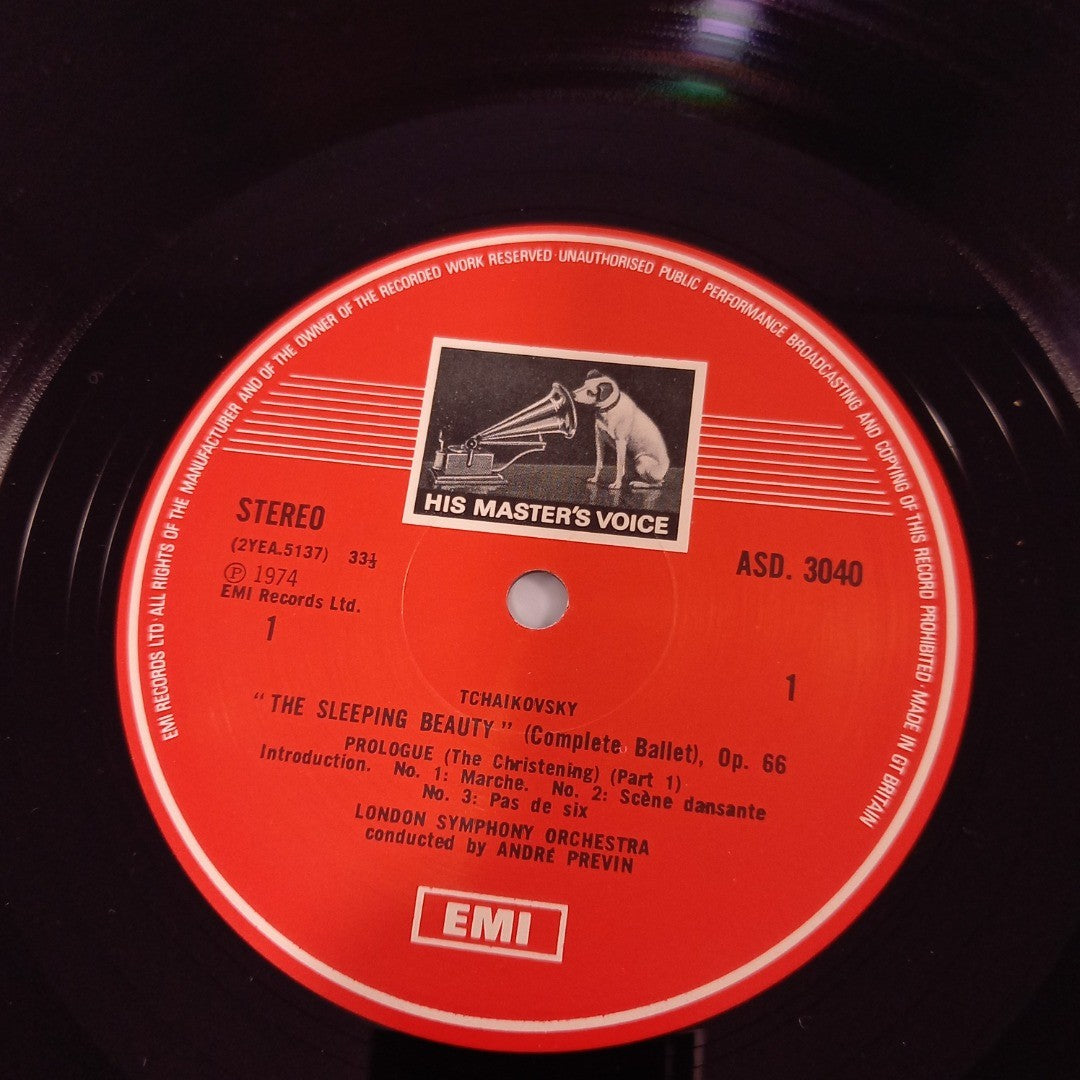 EMI RECORDS LTD · ALL RIGHTS OF THE MANUFACTURER AND OF THE OWNER OF THE RECORDED WORK RESERVED · UNAUTHORISED PUBLIC PERFORMANCE BROADCASTING AND COPYING OF THIS RECORD PROHIBITED · MADE IN GT BRITAIN
HIS MASTER'S VOICE
STEREO
(2YEA.5137) 33⅓
Ⓟ 1974
EMI Records Ltd.
1
ASD. 3040
1
TCHAIKOVSKY
"THE SLEEPING BEAUTY" (Complete Ballet), Op. 66
PROLOGUE (The Christening) (Part 1)
Introduction. No. 1: Marche. No. 2: Scène dansante
No. 3: Pas de six
LONDON SYMPHONY ORCHESTRA
conducted by ANDRÉ PREVIN
EMI